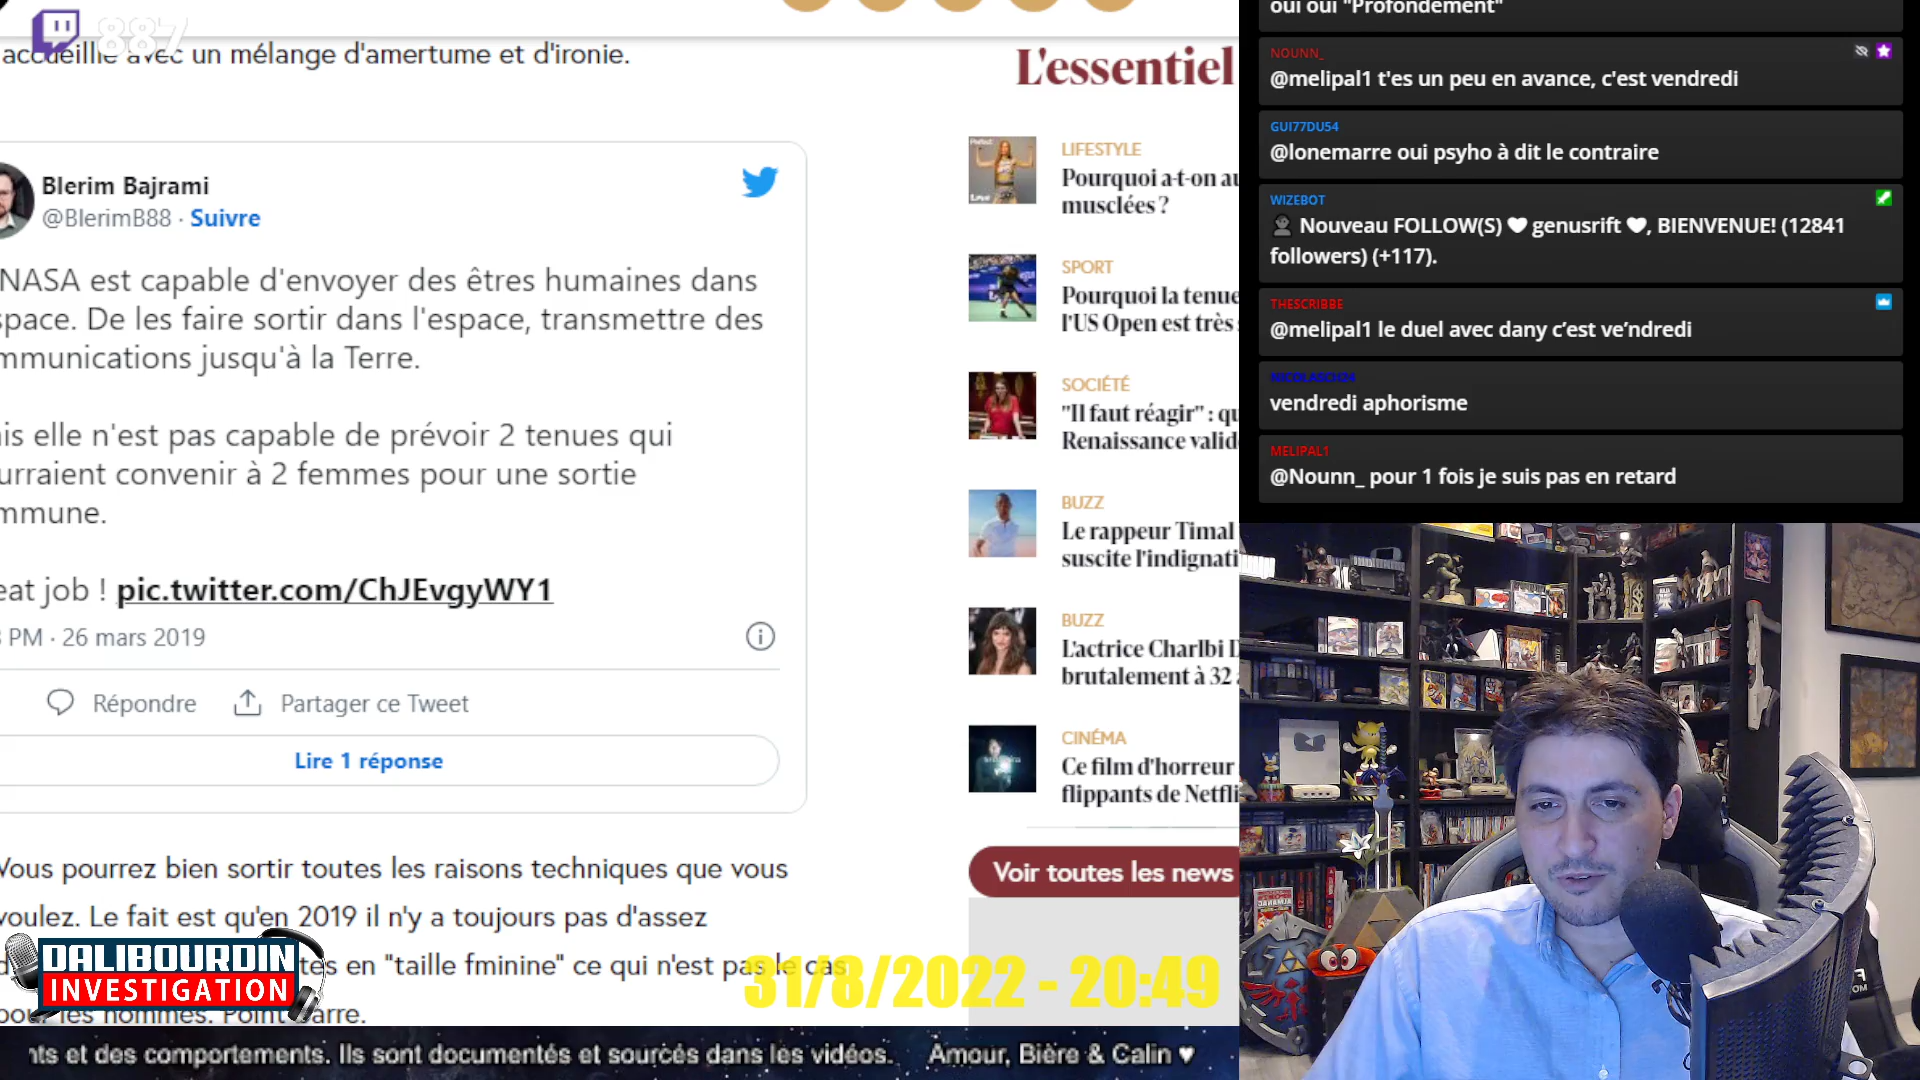 887
accueillie avec un mélange d'amertume et d'ironie.
Blerim Bajrami
@BlerimB88 · Suivre
NASA est capable d'envoyer des êtres humaines dans
space. De les faire sortir dans l'espace, transmettre des
mmunications jusqu'à la Terre.
is elle n'est pas capable de prévoir 2 tenues qui
urraient convenir à 2 femmes pour une sortie
mmune.
eat job ! pic.twitter.com/ChJEvgyWY1
PM · 26 mars 2019
Répondre
Partager ce Tweet
Lire 1 réponse
Vous pourrez bien sortir toutes les raisons techniques que vous
voulez. Le fait est qu'en 2019 il n'y a toujours pas d'assez
tes en "taille fminine" ce qui n'est pas le cas
pour les hommes. Point barre.
L'essentiel
LIFESTYLE
Pourquoi a-t-on au
musclées ?
SPORT
Pourquoi la tenue
l'US Open est très
SOCIÉTÉ
"Il faut réagir" : qu
Renaissance valid
BUZZ
Le rappeur Timal
suscite l'indignati
BUZZ
L'actrice Charlbi D
brutalement à 32
CINÉMA
Ce film d'horreur
flippants de Netfli
Voir toutes les news
DALIBOURDIN
INVESTIGATION
31/8/2022 - 20:49
nts et des comportements. Ils sont documentés et sourcés dans les vidéos. Amour, Bière & Calin ♥
oui oui "Profondément"
NOUNN_
@melipal1 t'es un peu en avance, c'est vendredi
GUI77DU54
@lonemarre oui psyho à dit le contraire
WIZEBOT
Nouveau FOLLOW(S) ♥ genusrift ♥, BIENVENUE! (12841
followers) (+117).
THESCRIBBE
@melipal1 le duel avec dany c’est ve’ndredi
vendredi aphorisme
MELIPAL1
@Nounn_ pour 1 fois je suis pas en retard